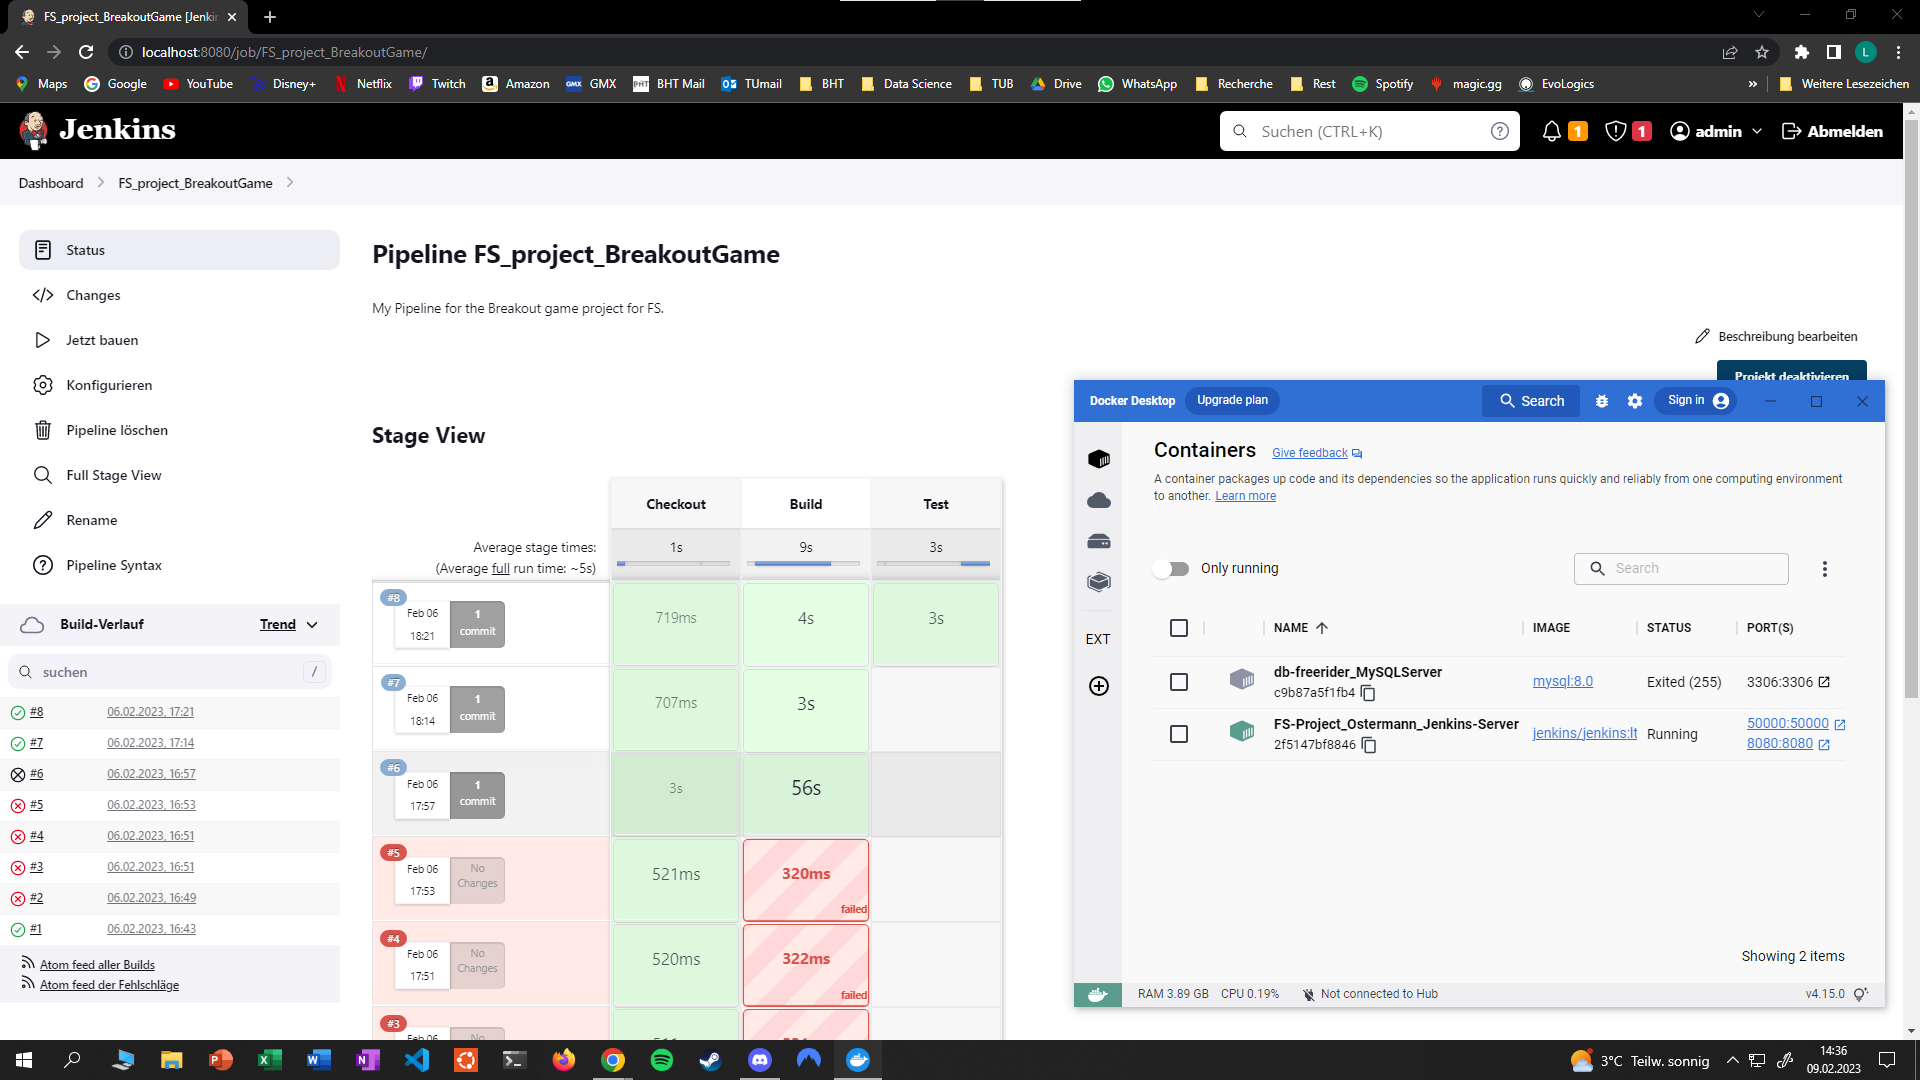 FS_project_BreakoutGame [Jenki
localhost:8080/job/FS_project_BreakoutGame/
L
Maps
Google
YouTube
Disney+
Netflix
Twitch
Amazon
GMX
BHT Mail
TUmail
BHT
Data Science
TUB
Drive
WhatsApp
Recherche
Rest
Spotify
magic.gg
EvoLogics
»
Weitere Lesezeichen
Jenkins
Suchen (CTRL+K)
1
1
admin
Abmelden
Dashboard
FS_project_BreakoutGame
Status
Changes
Jetzt bauen
Konfigurieren
Pipeline löschen
Full Stage View
Rename
Pipeline Syntax
Build-Verlauf
Trend
suchen
/
#8 06.02.2023, 17:21
#7 06.02.2023, 17:14
#6 06.02.2023, 16:57
#5 06.02.2023, 16:53
#4 06.02.2023, 16:51
#3 06.02.2023, 16:51
#2 06.02.2023, 16:49
#1 06.02.2023, 16:43
Atom feed aller Builds
Atom feed der Fehlschläge
Pipeline FS_project_BreakoutGame
My Pipeline for the Breakout game project for FS.
Beschreibung bearbeiten
Projekt deaktivieren
Stage View
Checkout Build Test
Average stage times: 1s 9s 3s
(Average full run time: ~5s)
#8
Feb 06
18:21
1
commit
719ms 4s 3s
#7
Feb 06
18:14
1
commit
707ms 3s
#6
Feb 06
17:57
1
commit
3s 56s
#5
Feb 06
17:53
No
Changes
521ms 320ms
failed
#4
Feb 06
17:51
No
Changes
520ms 322ms
failed
#3
Docker Desktop
Upgrade plan
Search
Sign in
Containers
Give feedback
A container packages up code and its dependencies so the application runs quickly and reliably from one computing environment
to another. Learn more
Only running
Search
EXT
NAME IMAGE STATUS PORT(S)
db-freerider_MySQLServer
c9b87a5f1fb4
mysql:8.0
Exited (255)
3306:3306
FS-Project_Ostermann_Jenkins-Server
2f5147bf8846
jenkins/jenkins:lt
Running
50000:50000
8080:8080
Showing 2 items
RAM 3.89 GB CPU 0.19% Not connected to Hub
v4.15.0
3°C Teilw. sonnig
14:36
09.02.2023